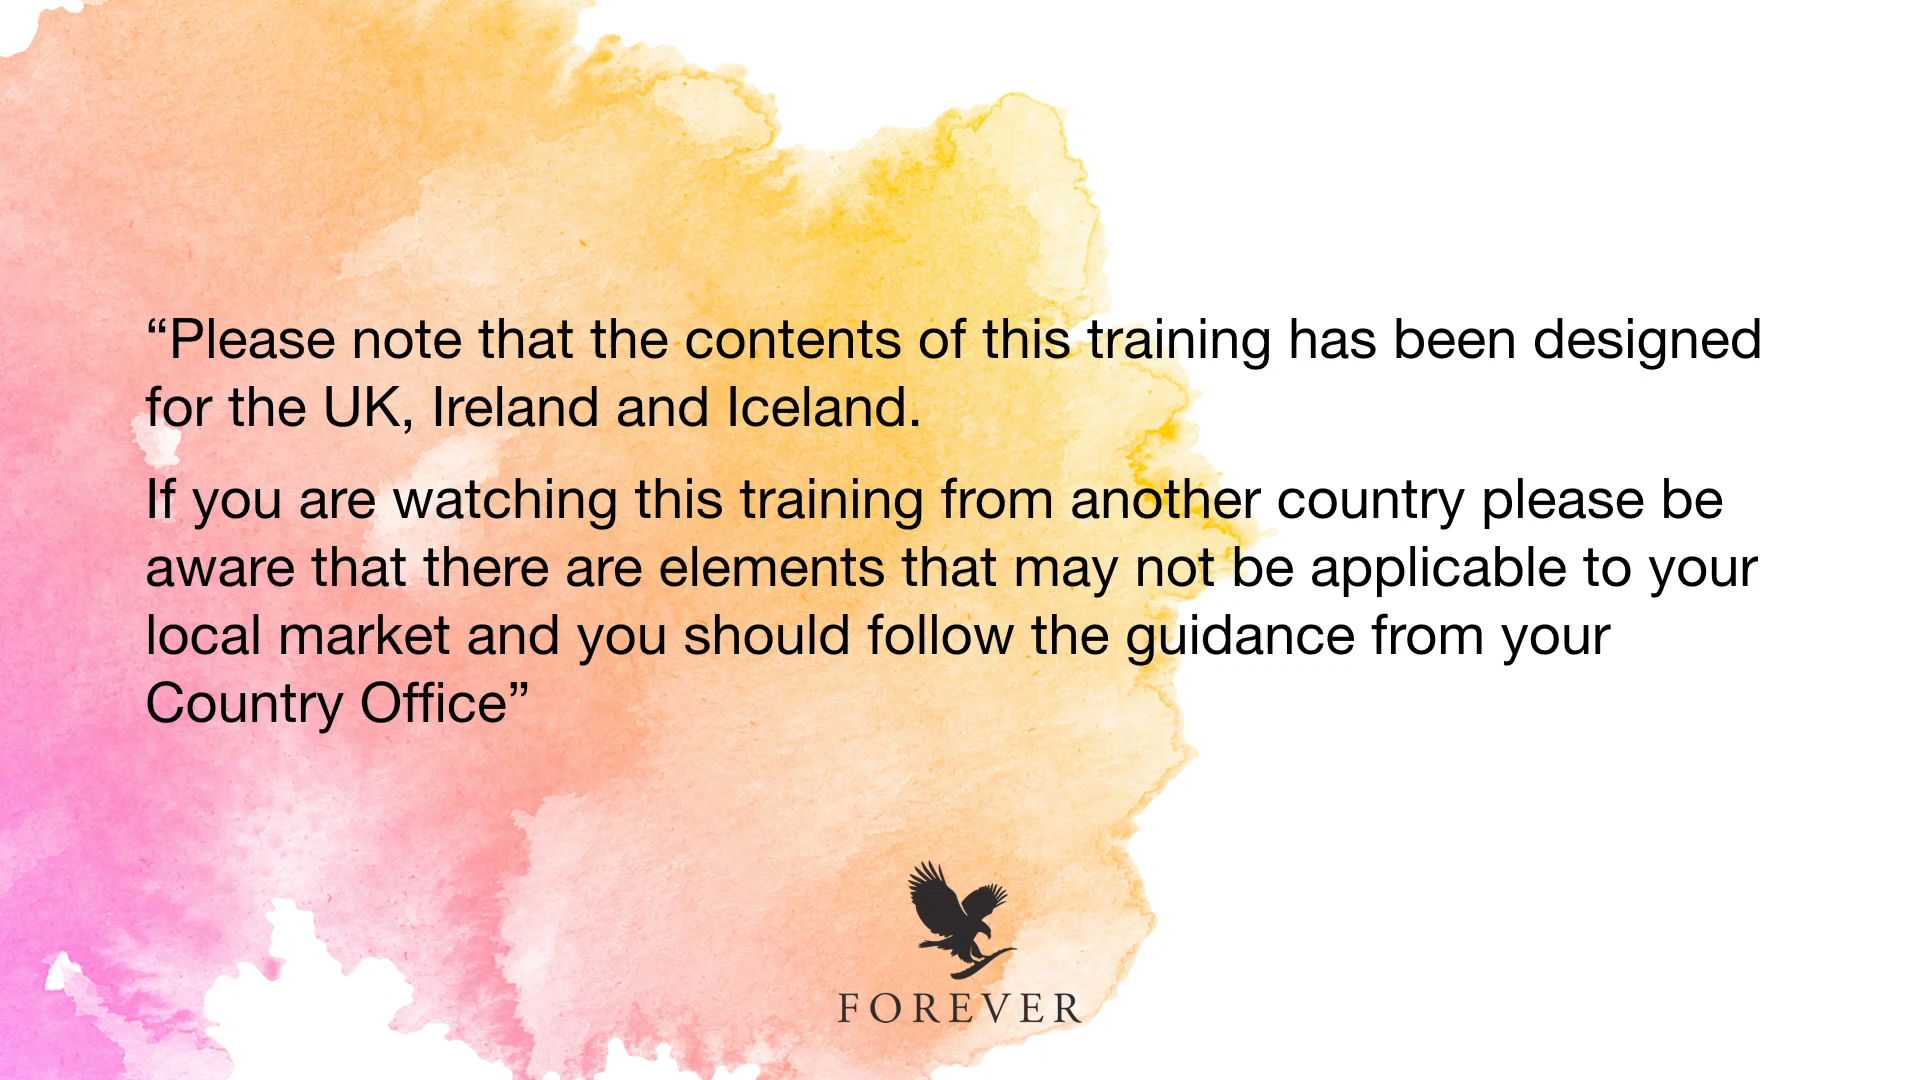 “Please note that the contents of this training has been designed
for the UK, Ireland and Iceland.
If you are watching this training from another country please be
aware that there are elements that may not be applicable to your
local market and you should follow the guidance from your
Country Office”
FOREVER